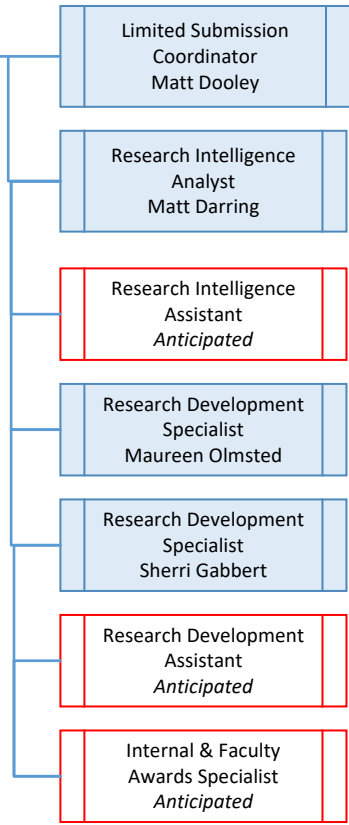 Limited Submission
Coordinator
Matt Dooley
Research Intelligence
Analyst
Matt Darring
Research Intelligence
Assistant
Anticipated
Research Development
Specialist
Maureen Olmsted
Research Development
Specialist
Sherri Gabbert
Research Development
Assistant
Anticipated
Internal & Faculty
Awards Specialist
Anticipated